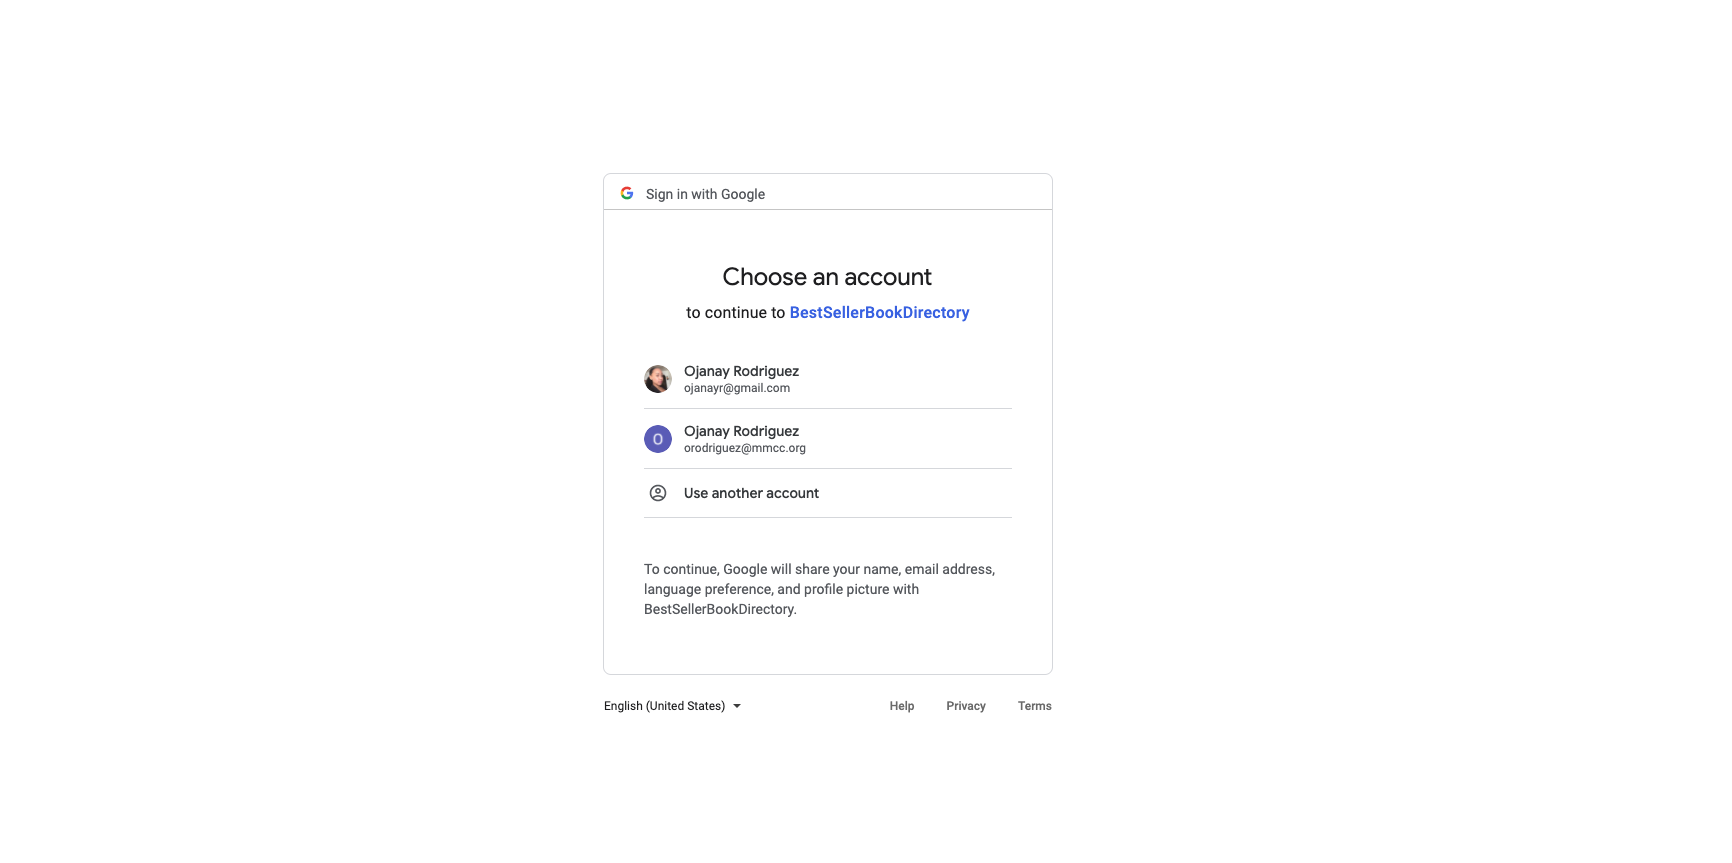 Sign in with Google
Choose an account
to continue to BestSellerBookDirectory
Ojanay Rodriguez
ojanayr@gmail.com
O
Ojanay Rodriguez
orodriguez@mmcc.org
Use another account
To continue, Google will share your name, email address,
language preference, and profile picture with
BestSellerBookDirectory.
English (United States)
Help
Privacy
Terms